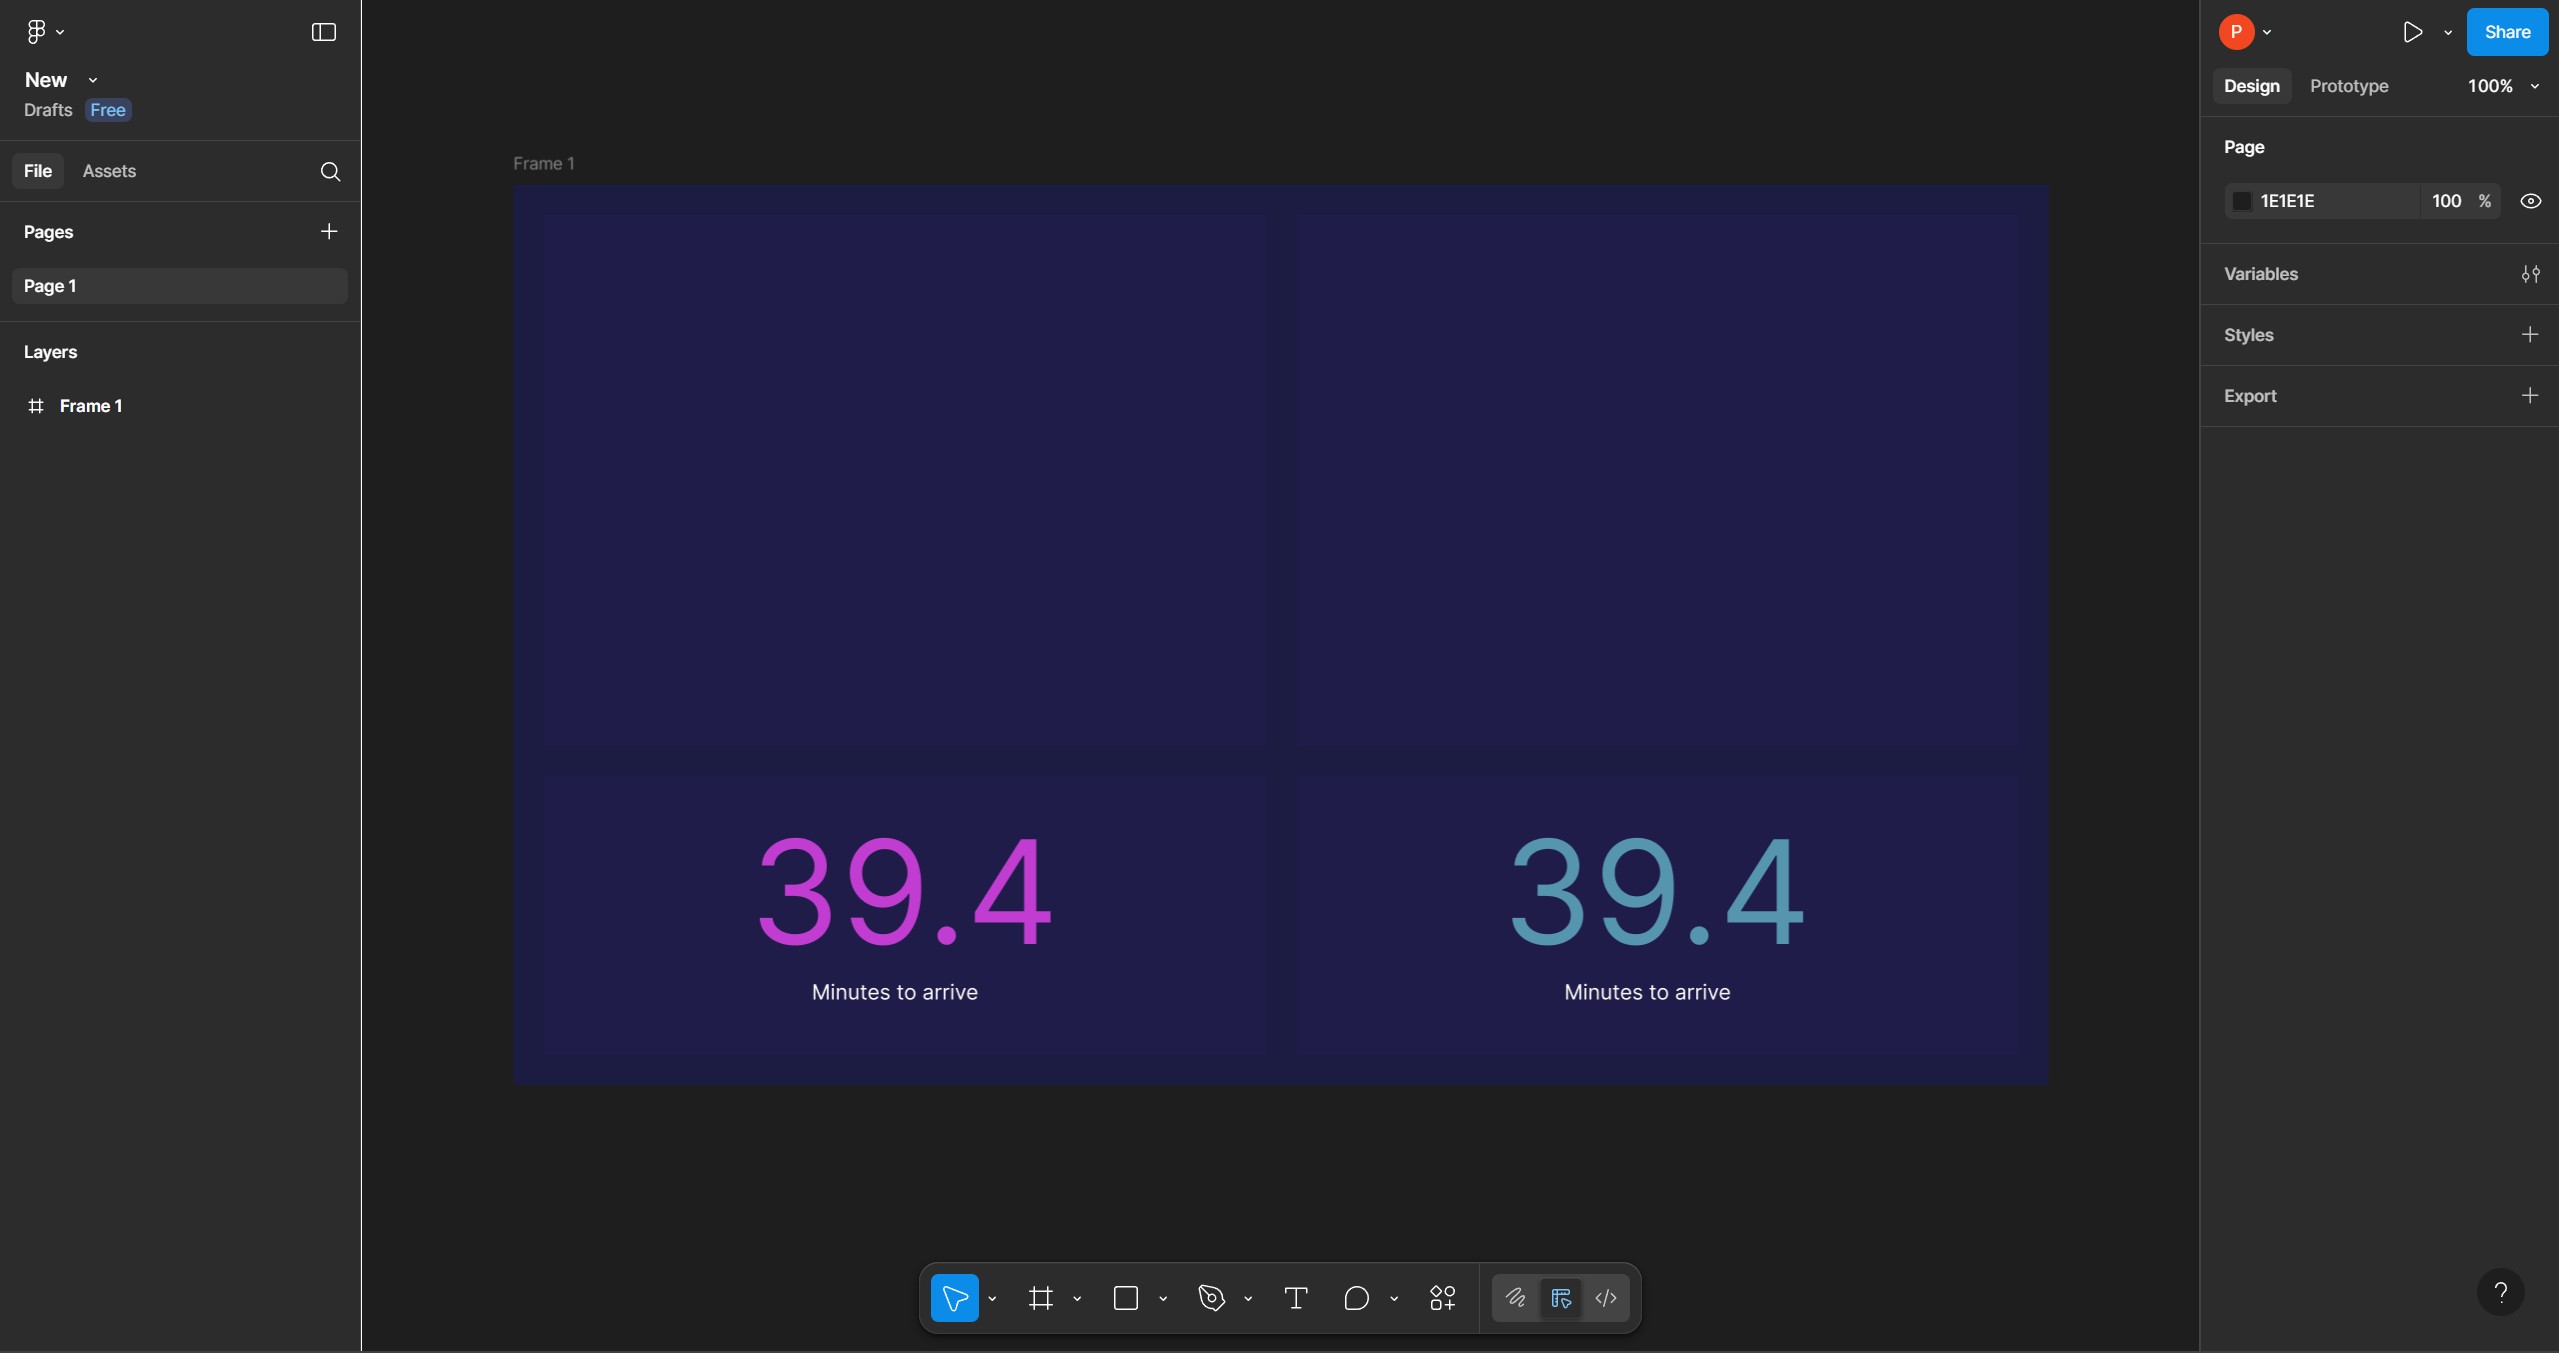 New
Drafts Free
File Assets
Pages
Page 1
Layers
Frame 1
Frame 1
39.4
Minutes to arrive
39.4
Minutes to arrive
P
Share
Design Prototype 100%
Page
1E1E1E 100 %
Variables
Styles
Export
?